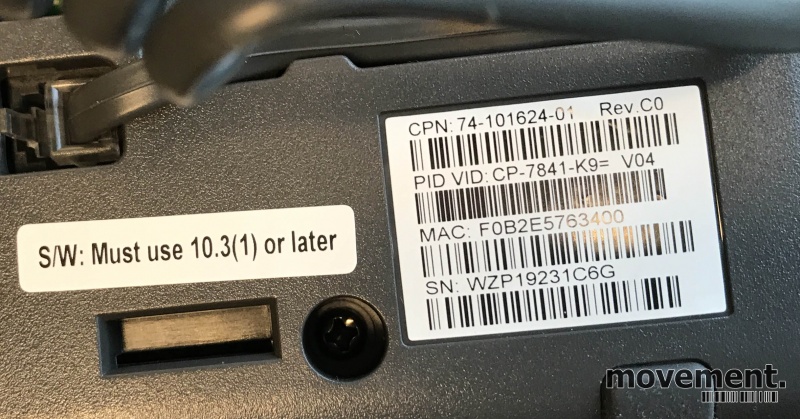 CPN: 74-101624-01 Rev.C0
PID VID: CP-7841-K9= V04
MAC: F0B2E5763400
SN: WZP19231C6G
S/W: Must use 10.3(1) or later
movement.